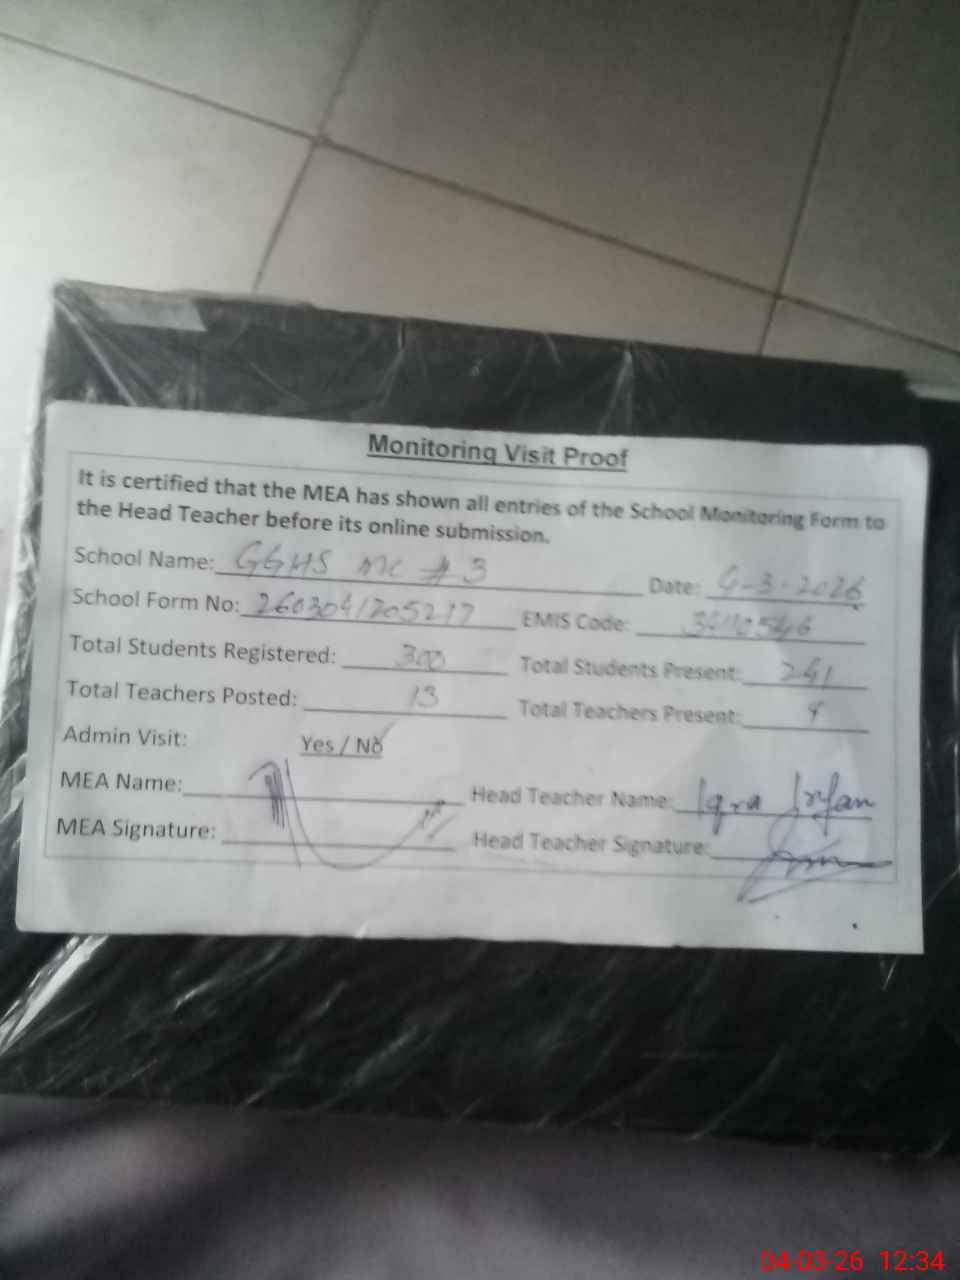 Monitoring Visit Proof
It is certified that the MEA has shown all entries of the School Monitoring Form to
the Head Teacher before its online submission.
School Name: GGHS MC # 3 Date: 4-3-2026
School Form No: 2603041205217 EMIS Code:
Total Students Registered: 300 Total Students Present: 241
Total Teachers Posted: 13 Total Teachers Present:
Admin Visit: Yes / No
MEA Name: Head Teacher Name: Iqra Irfan
MEA Signature: Head Teacher Signature:
04-03-26 12:34